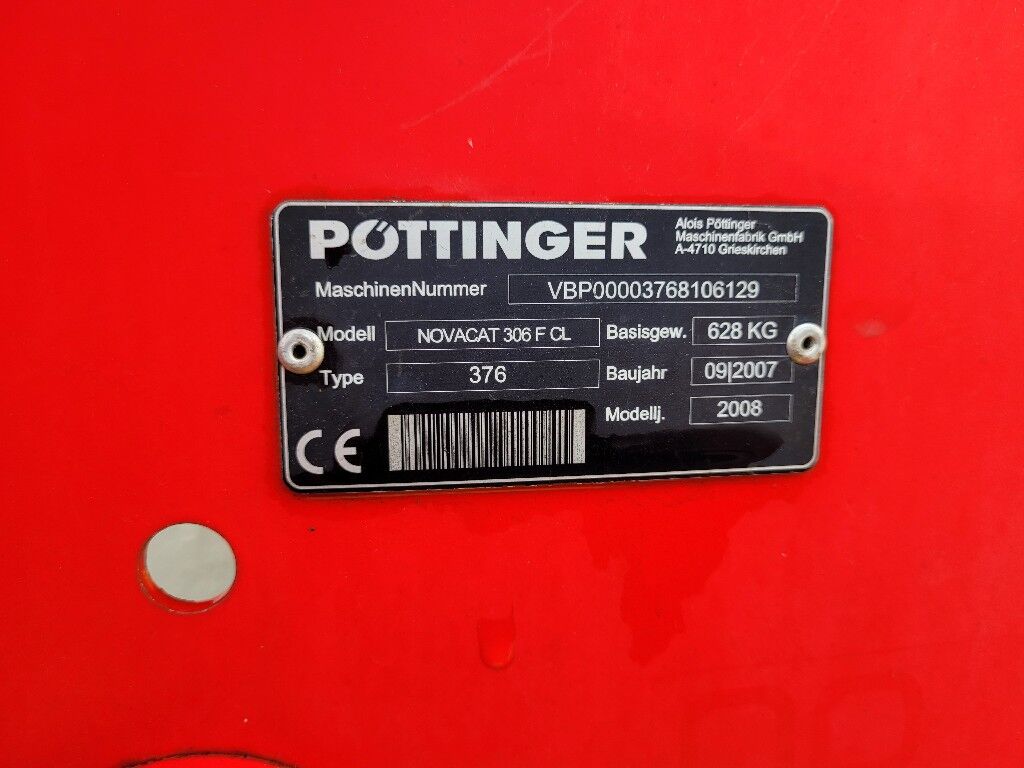 PÖTTINGER
Alois Pöttinger
Maschinenfabrik GmbH
A-4710 Grieskirchen
MaschinenNummer VBP00003768106129
Modell NOVACAT 306 F CL Basisgew. 628 KG
Type 376 Baujahr 09|2007
Modellj. 2008
CE